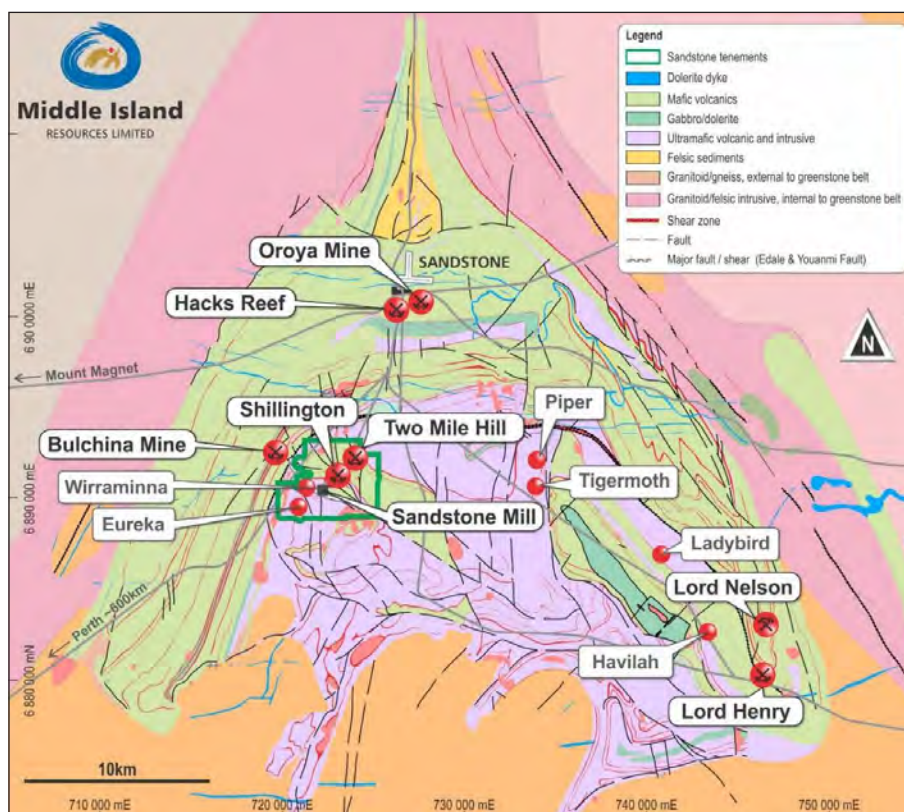 Middle Island
RESOURCES LIMITED
Legend
Sandstone tenements
Dolerite dyke
Mafic volcanics
Gabbro/dolerite
Ultramafic volcanic and intrusive
Felsic sediments
Granitoid/gneiss, external to greenstone belt
Granitoid/felsic intrusive, internal to greenstone belt
Shear zone
Fault
Major fault / shear (Edale & Youanmi Fault)
Oroya Mine
SANDSTONE
Hacks Reef
6 90 0000 mE
N
Mount Magnet
Shillington
Piper
Two Mile Hill
Bulchina Mine
Wirraminna
Tigermoth
6 890 000 mE
Eureka
Sandstone Mill
Ladybird
Lord Nelson
Perth ~600km
Havilah
6 880 000 mN
Lord Henry
10km
710 000 mE
720 000 mE
730 000 mE
740 000 mE
750 000 mE